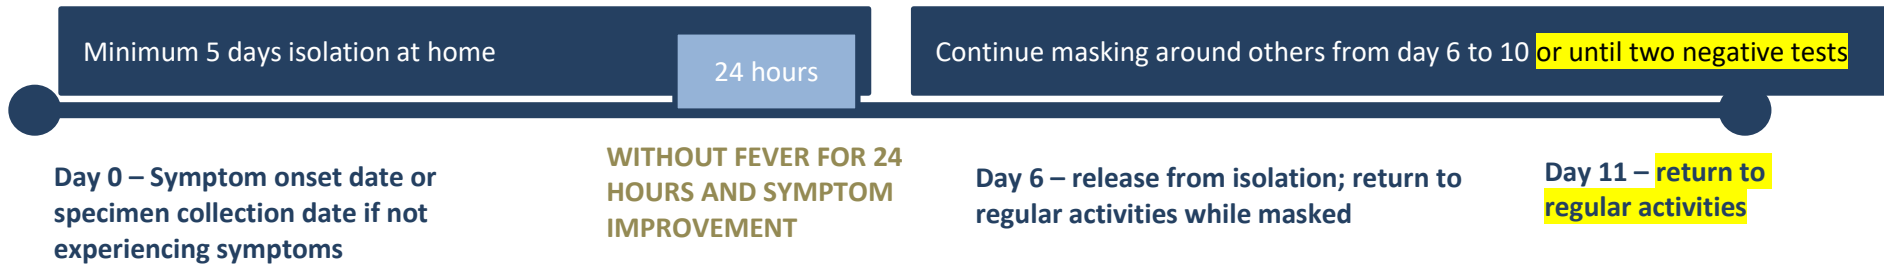 Minimum 5 days isolation at home
24 hours
Continue masking around others from day 6 to 10 or until two negative tests
Day 0 – Symptom onset date or
specimen collection date if not
experiencing symptoms
WITHOUT FEVER FOR 24
HOURS AND SYMPTOM
IMPROVEMENT
Day 6 – release from isolation; return to
regular activities while masked
Day 11 – return to
regular activities